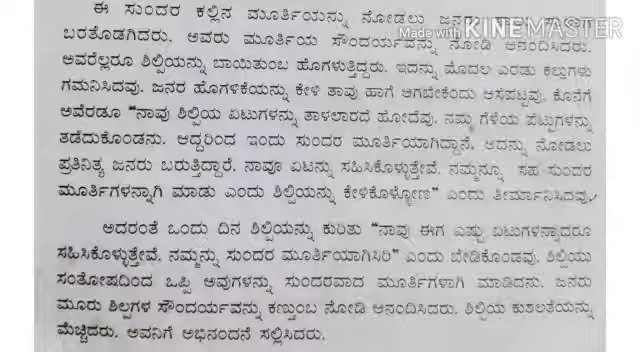 ಈ ಸುಂದರ ಕಲ್ಲಿನ ಮೂರ್ತಿಯನ್ನು ನೋಡಲು ಜನರು
Made with KINEMASTER
ಬರತೊಡಗಿದರು. ಅವರು ಮೂರ್ತಿಯ ಸೌಂದರ್ಯವನ್ನು ನೋಡಿ ಆನಂದಿಸಿದರು.
ಅವರೆಲ್ಲರೂ ಶಿಲ್ಪಿಯನ್ನು ಬಾಯಿತುಂಬ ಹೊಗಳುತ್ತಿದ್ದರು. ಇದನ್ನು ಮೊದಲ ಎರಡು ಕಲ್ಲುಗಳು
ಗಮನಿಸಿದವು. ಜನರ ಹೊಗಳಿಕೆಯನ್ನು ಕೇಳಿ ತಾವು ಹಾಗೆ ಆಗಬೇಕೆಂದು ಆಸೆಪಟ್ಟವು. ಕೊನೆಗೆ
ಅವೆರಡೂ "ನಾವು ಶಿಲ್ಪಿಯ ಏಟುಗಳನ್ನು ತಾಳಲಾರದೆ ಹೋದೆವು. ನಮ್ಮ ಗೆಳೆಯ ಪೆಟ್ಟುಗಳನ್ನು
ತಡೆದುಕೊಂಡನು. ಆದ್ದರಿಂದ ಇಂದು ಸುಂದರ ಮೂರ್ತಿಯಾಗಿದ್ದಾನೆ. ಅದನ್ನು ನೋಡಲು
ಪ್ರತಿನಿತ್ಯ ಜನರು ಬರುತ್ತಿದ್ದಾರೆ. ನಾವೂ ಏಟನ್ನು ಸಹಿಸಿಕೊಳ್ಳುತ್ತೇವೆ. ನಮ್ಮನ್ನೂ ಸಹ ಸುಂದರ
ಮೂರ್ತಿಗಳನ್ನಾಗಿ ಮಾಡು ಎಂದು ಶಿಲ್ಪಿಯನ್ನು ಕೇಳಿಕೊಳ್ಳೋಣ" ಎಂದು ತೀರ್ಮಾನಿಸಿದವು.
ಅದರಂತೆ ಒಂದು ದಿನ ಶಿಲ್ಪಿಯನ್ನು ಕುರಿತು "ನಾವು ಈಗ ಎಷ್ಟು ಏಟುಗಳನ್ನಾದರೂ
ಸಹಿಸಿಕೊಳ್ಳುತ್ತೇವೆ. ನಮ್ಮನ್ನು ಸುಂದರ ಮೂರ್ತಿಯಾಗಿಸಿರಿ" ಎಂದು ಬೇಡಿಕೊಂಡವು. ಶಿಲ್ಪಿಯು
ಸಂತೋಷದಿಂದ ಒಪ್ಪಿ ಅವುಗಳನ್ನು ಸುಂದರವಾದ ಮೂರ್ತಿಗಳಾಗಿ ಮಾಡಿದನು. ಜನರು
ಮೂರು ಶಿಲ್ಪಗಳ ಸೌಂದರ್ಯವನ್ನು ಕಣ್ತುಂಬ ನೋಡಿ ಆನಂದಿಸಿದರು. ಶಿಲ್ಪಿಯ ಕುಶಲತೆಯನ್ನು
ಮೆಚ್ಚಿದರು. ಅವನಿಗೆ ಅಭಿನಂದನೆ ಸಲ್ಲಿಸಿದರು.